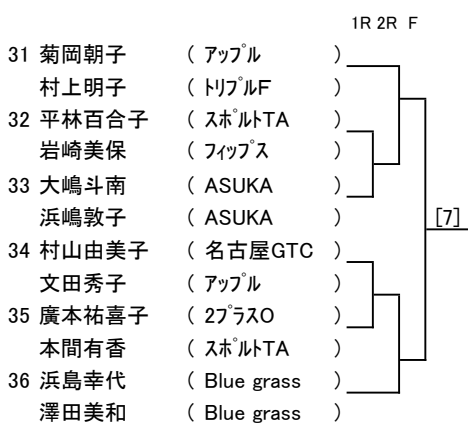 1R 2R F
31 菊岡朝子 ( アップル )
村上明子 ( トリプルF )
32 平林百合子 ( スポルトTA )
岩崎美保 ( フィップス )
33 大嶋斗南 ( ASUKA )
浜嶋敦子 ( ASUKA )
[7]
34 村山由美子 ( 名古屋GTC )
文田秀子 ( アップル )
35 廣本祐喜子 ( 2プラスO )
本間有香 ( スポルトTA )
36 浜島幸代 ( Blue grass )
澤田美和 ( Blue grass )